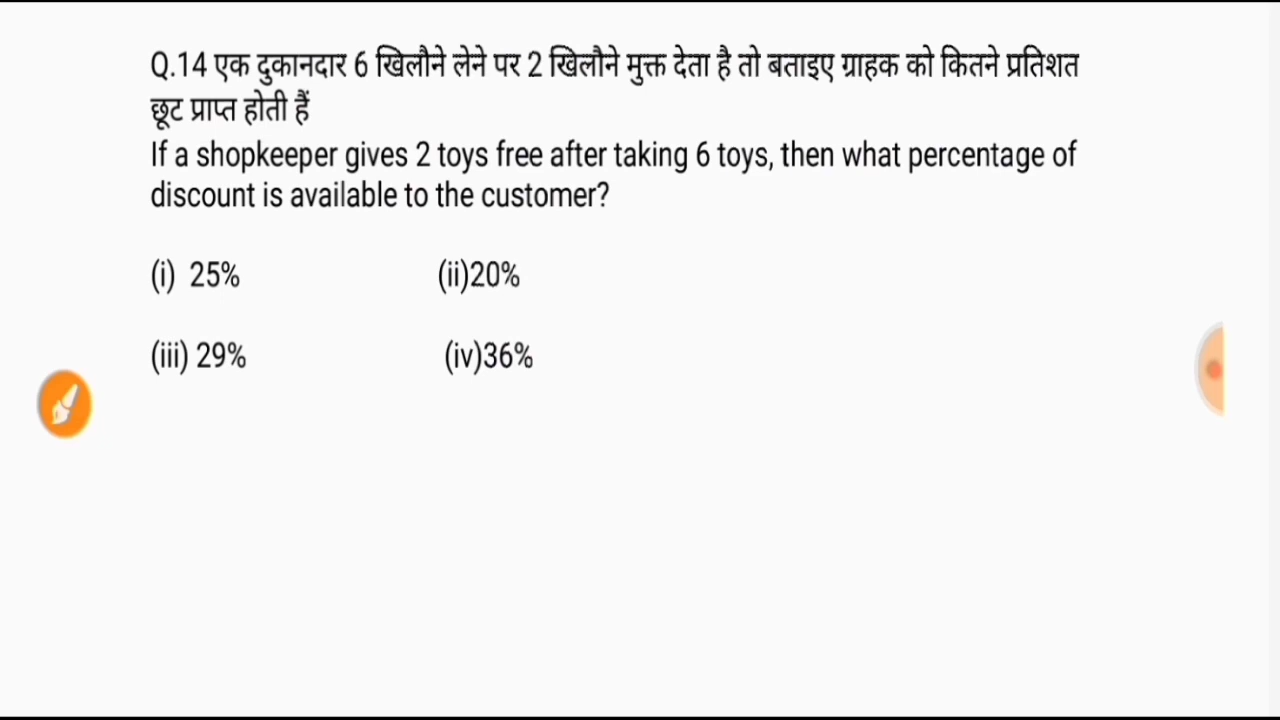 Q.14 एक दुकानदार 6 खिलौने लेने पर 2 खिलौने मुक्त देता है तो बताइए ग्राहक को कितने प्रतिशत
छूट प्राप्त होती हैं
If a shopkeeper gives 2 toys free after taking 6 toys, then what percentage of
discount is available to the customer?
(i) 25% (ii)20%
(iii) 29% (iv)36%